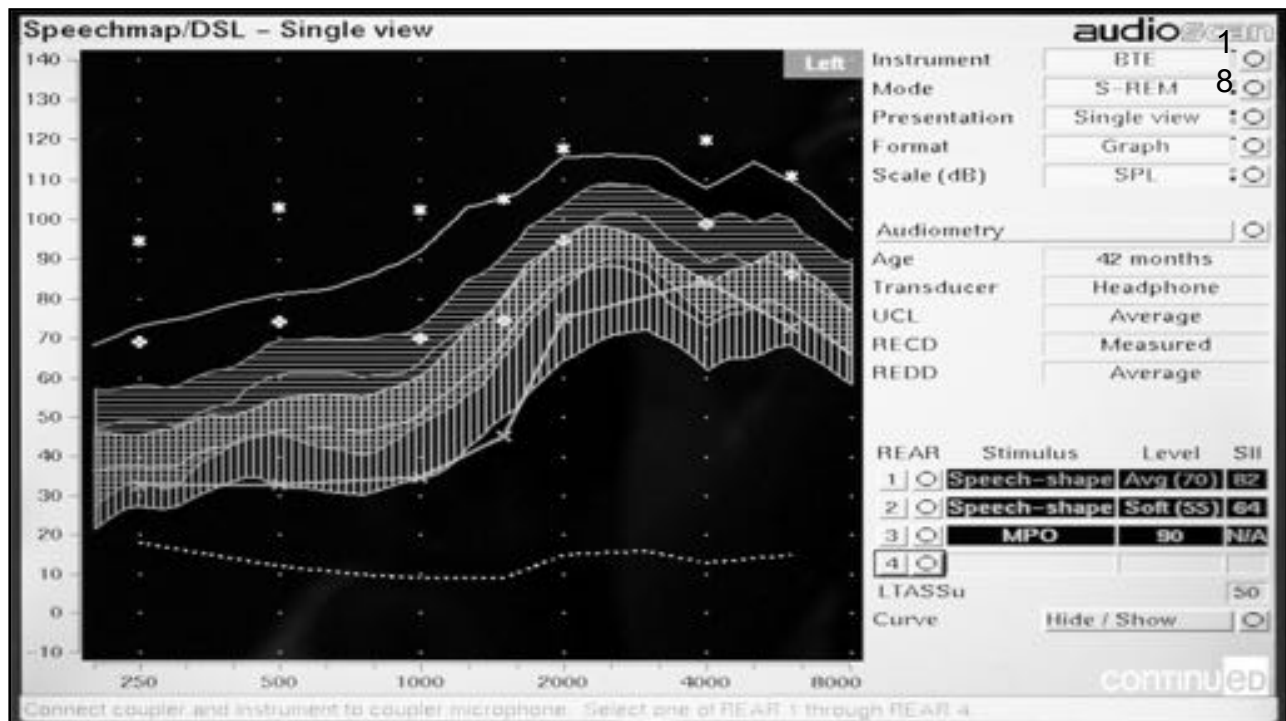 Speechmap/DSL - Single view
audioscan
1
8
140
130
120
110
100
90
80
70
60
50
40
30
20
10
0
-10
Left
250 500 1000 2000 4000 8000
Instrument BTE
Mode S-REM
Presentation Single view
Format Graph
Scale (dB) SPL
Audiometry
Age 42 months
Transducer Headphone
UCL Average
RECD Measured
REDD Average
REAR Stimulus Level SII
1 Speech-shape Avg (70) 82
2 Speech-shape Soft (55) 64
3 MPO 90 N/A
4
LTASSu 50
Curve Hide / Show
continued
Connect coupler and instrument to coupler microphone. Select one of REAR 1 through REAR 4.